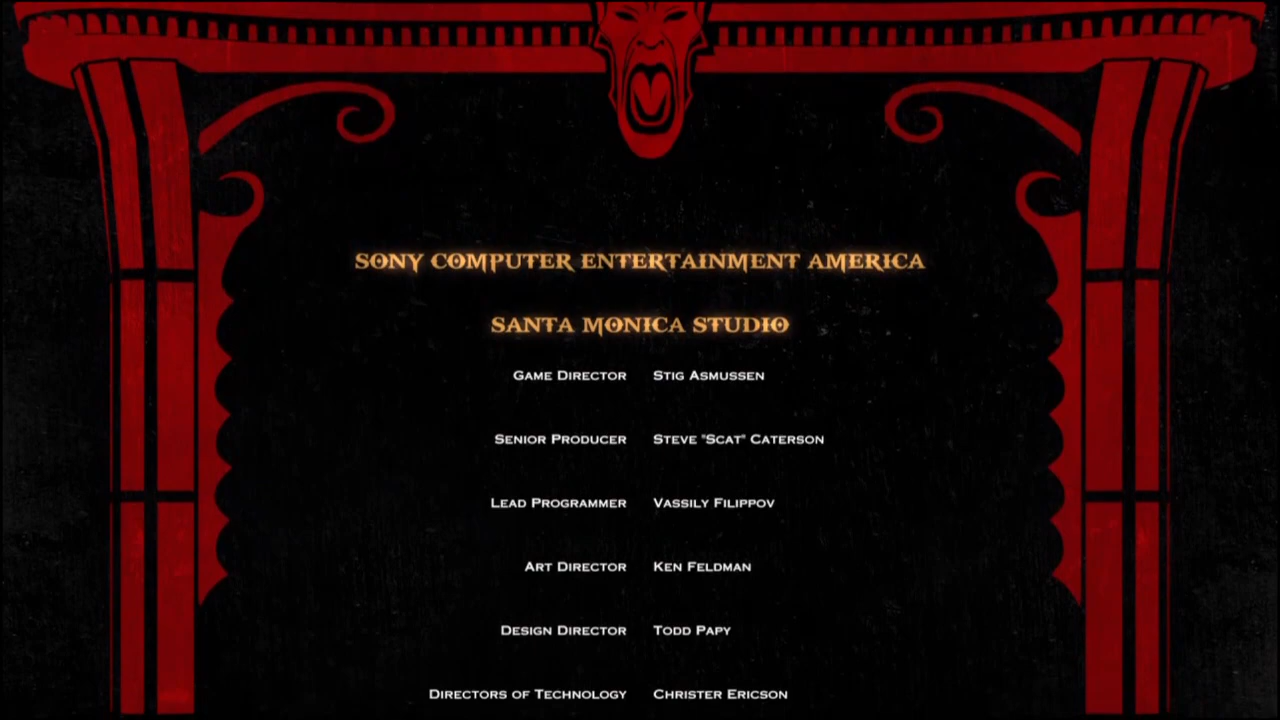 SONY COMPUTER ENTERTAINMENT AMERICA
SANTA MONICA STUDIO
GAME DIRECTOR STIG ASMUSSEN
SENIOR PRODUCER STEVE "SCAT" CATERSON
LEAD PROGRAMMER VASSILY FILIPPOV
ART DIRECTOR KEN FELDMAN
DESIGN DIRECTOR TODD PAPY
DIRECTORS OF TECHNOLOGY CHRISTER ERICSON